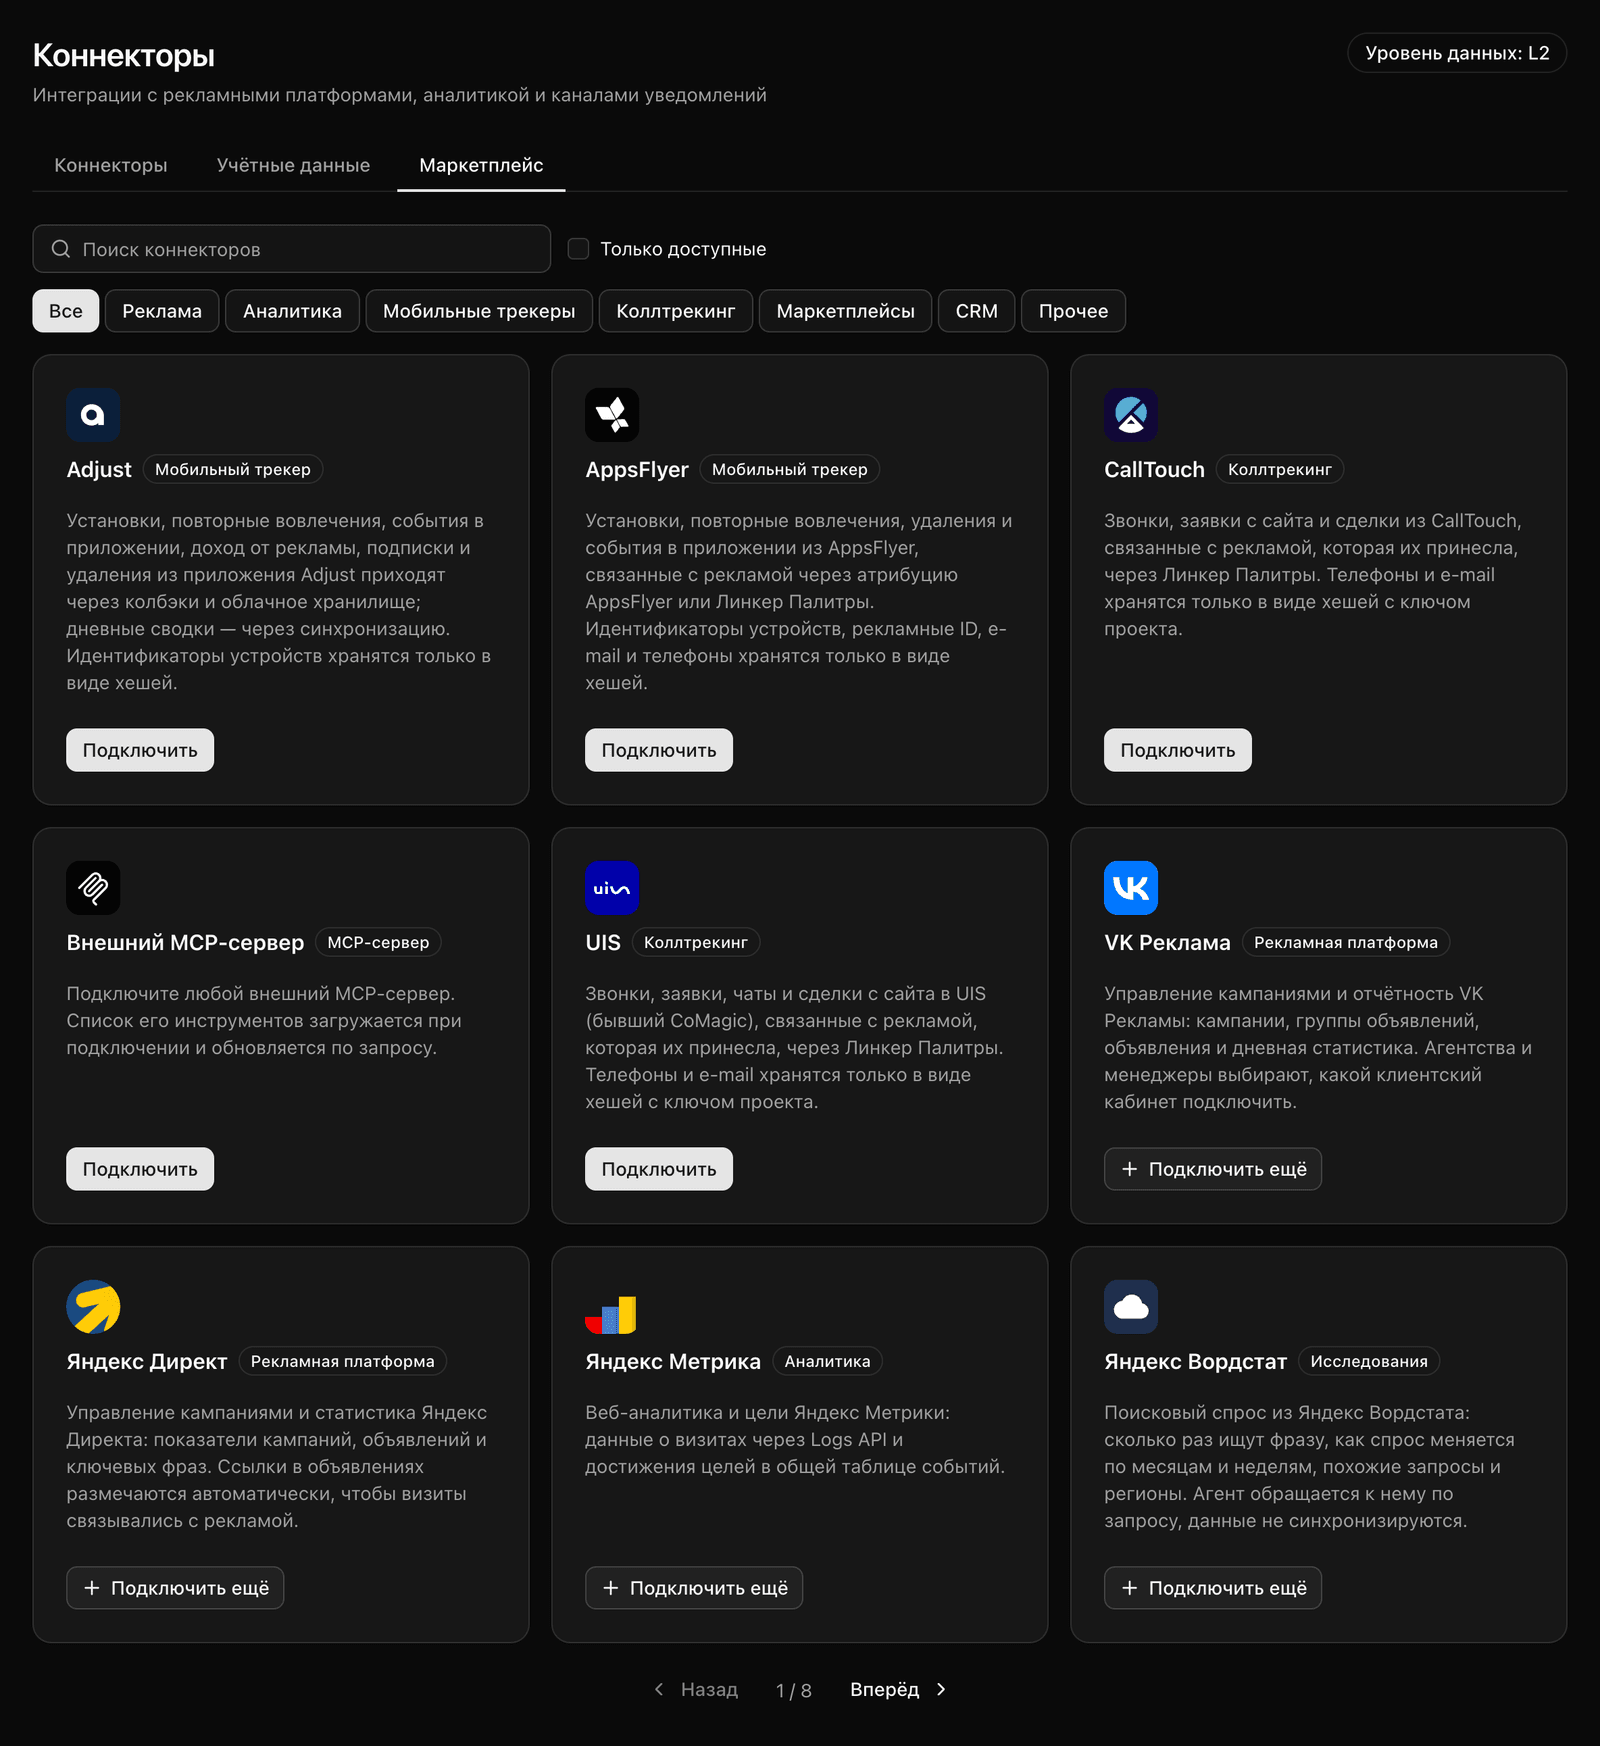 Коннекторы
Уровень данных: L2
Интеграции с рекламными платформами, аналитикой и каналами уведомлений
Коннекторы
Учётные данные
Маркетплейс
Поиск коннекторов
Только доступные
Все
Реклама
Аналитика
Мобильные трекеры
Коллтрекинг
Маркетплейсы
CRM
Прочее
Adjust
Мобильный трекер
Установки, повторные вовлечения, события в
приложении, доход от рекламы, подписки и
удаления из приложения Adjust приходят
через колбэки и облачное хранилище;
дневные сводки — через синхронизацию.
Идентификаторы устройств хранятся только в
виде хешей.
Подключить
AppsFlyer
Мобильный трекер
Установки, повторные вовлечения, удаления и
события в приложении из AppsFlyer,
связанные с рекламой через атрибуцию
AppsFlyer или Линкер Палитры.
Идентификаторы устройств, рекламные ID, e-
mail и телефоны хранятся только в виде
хешей.
Подключить
CallTouch
Коллтрекинг
Звонки, заявки с сайта и сделки из CallTouch,
связанные с рекламой, которая их принесла,
через Линкер Палитры. Телефоны и e-mail
хранятся только в виде хешей с ключом
проекта.
Подключить
Внешний MCP-сервер
MCP-сервер
Подключите любой внешний MCP-сервер.
Список его инструментов загружается при
подключении и обновляется по запросу.
Подключить
uis
UIS
Коллтрекинг
Звонки, заявки, чаты и сделки с сайта в UIS
(бывший CoMagic), связанные с рекламой,
которая их принесла, через Линкер Палитры.
Телефоны и e-mail хранятся только в виде
хешей с ключом проекта.
Подключить
VK
VK Реклама
Рекламная платформа
Управление кампаниями и отчётность VK
Рекламы: кампании, группы объявлений,
объявления и дневная статистика. Агентства и
менеджеры выбирают, какой клиентский
кабинет подключить.
Подключить ещё
Яндекс Директ
Рекламная платформа
Управление кампаниями и статистика Яндекс
Директа: показатели кампаний, объявлений и
ключевых фраз. Ссылки в объявлениях
размечаются автоматически, чтобы визиты
связывались с рекламой.
Подключить ещё
Яндекс Метрика
Аналитика
Веб-аналитика и цели Яндекс Метрики:
данные о визитах через Logs API и
достижения целей в общей таблице событий.
Подключить ещё
Яндекс Вордстат
Исследования
Поисковый спрос из Яндекс Вордстата:
сколько раз ищут фразу, как спрос меняется
по месяцам и неделям, похожие запросы и
регионы. Агент обращается к нему по
запросу, данные не синхронизируются.
Подключить ещё
Назад
1 / 8
Вперёд